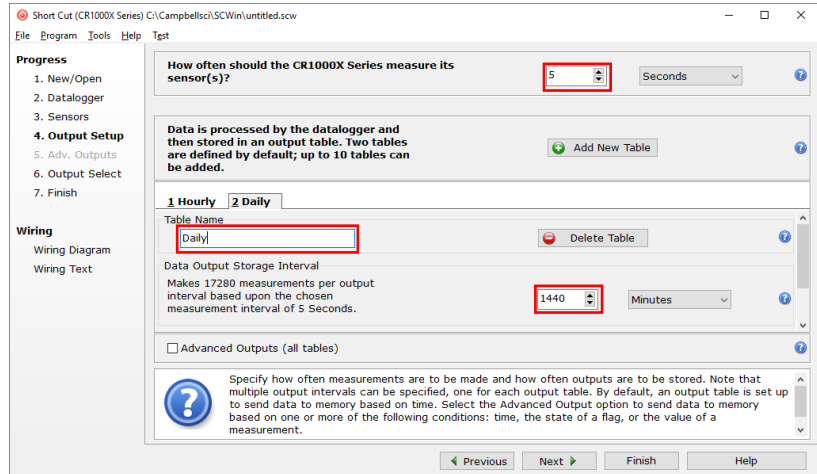 Short Cut (CR1000X Series) C:\Campbellsci\SCWin\untitled.scw
File Program Tools Help Test
Progress
1. New/Open
2. Datalogger
3. Sensors
4. Output Setup
5. Adv. Outputs
6. Output Select
7. Finish
Wiring
Wiring Diagram
Wiring Text
How often should the CR1000X Series measure its
sensor(s)?
5
Seconds
Data is processed by the datalogger and
then stored in an output table. Two tables
are defined by default; up to 10 tables can
be added.
Add New Table
1 Hourly 2 Daily
Table Name
Daily
Delete Table
Data Output Storage Interval
Makes 17280 measurements per output
interval based upon the chosen
measurement interval of 5 Seconds.
1440
Minutes
Advanced Outputs (all tables)
Specify how often measurements are to be made and how often outputs are to be stored. Note that
multiple output intervals can be specified, one for each output table. By default, an output table is set up
to send data to memory based on time. Select the Advanced Output option to send data to memory
based on one or more of the following conditions: time, the state of a flag, or the value of a
measurement.
Previous Next Finish Help